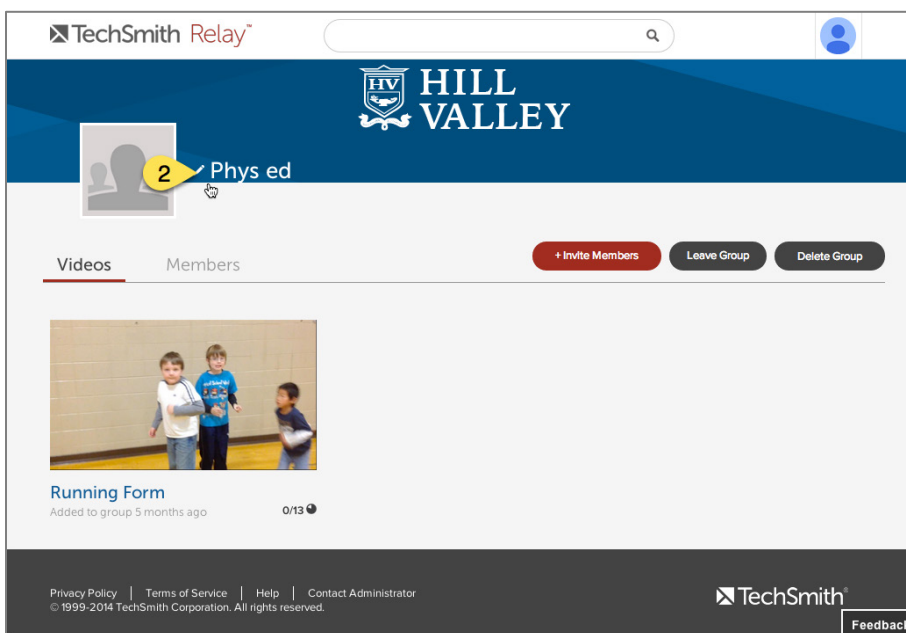 TechSmith Relay™
HV
HILL
VALLEY
2
Phys ed
Videos
Members
+ Invite Members
Leave Group
Delete Group
Running Form
Added to group 5 months ago
0/13
Privacy Policy | Terms of Service | Help | Contact Administrator
© 1999-2014 TechSmith Corporation. All rights reserved.
TechSmith®
Feedback